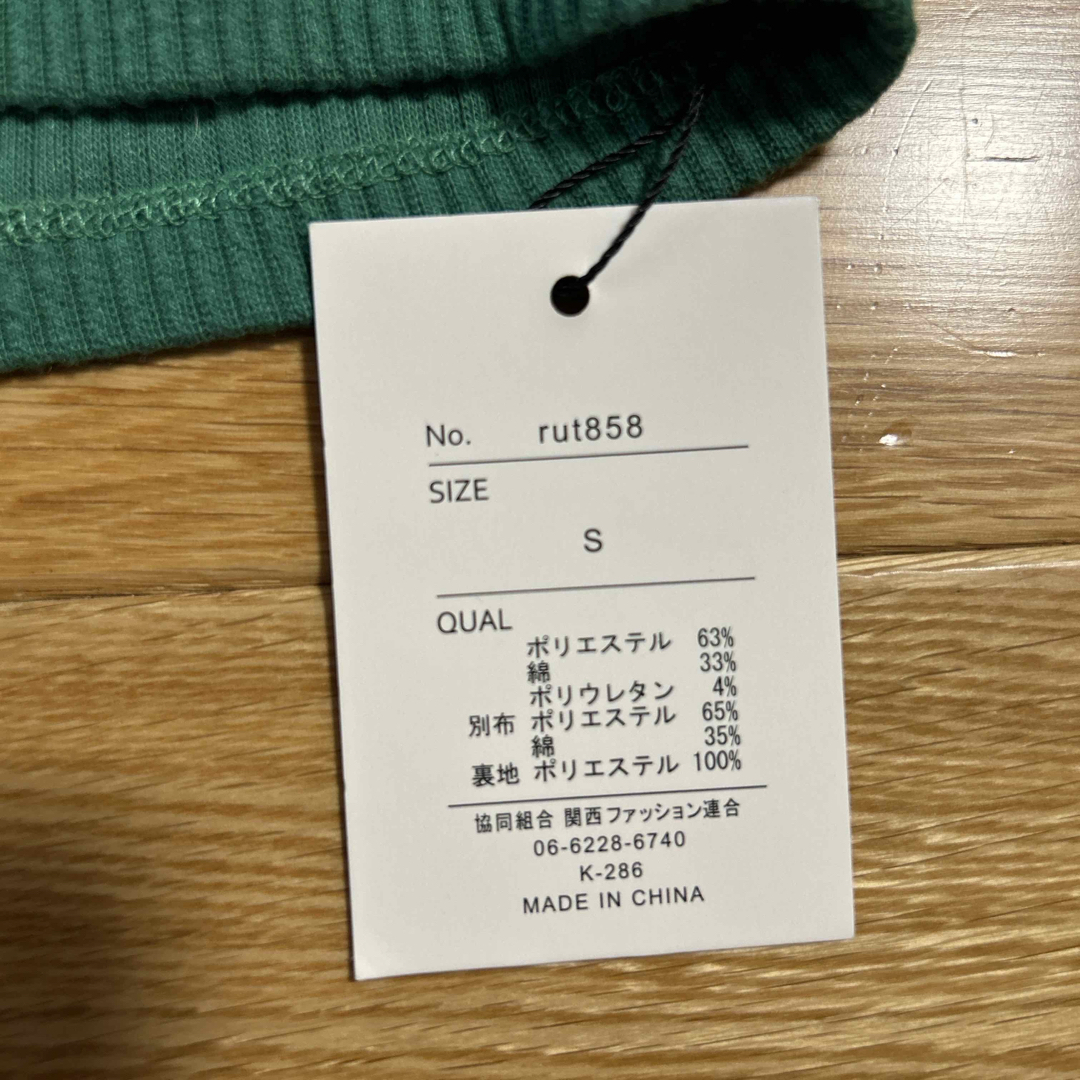 No. rut858
SIZE
S
QUAL
ポリエステル 63%
綿 33%
ポリウレタン 4%
別布 ポリエステル 65%
綿 35%
裏地 ポリエステル 100%
協同組合 関西ファッション連合
06-6228-6740
K-286
MADE IN CHINA